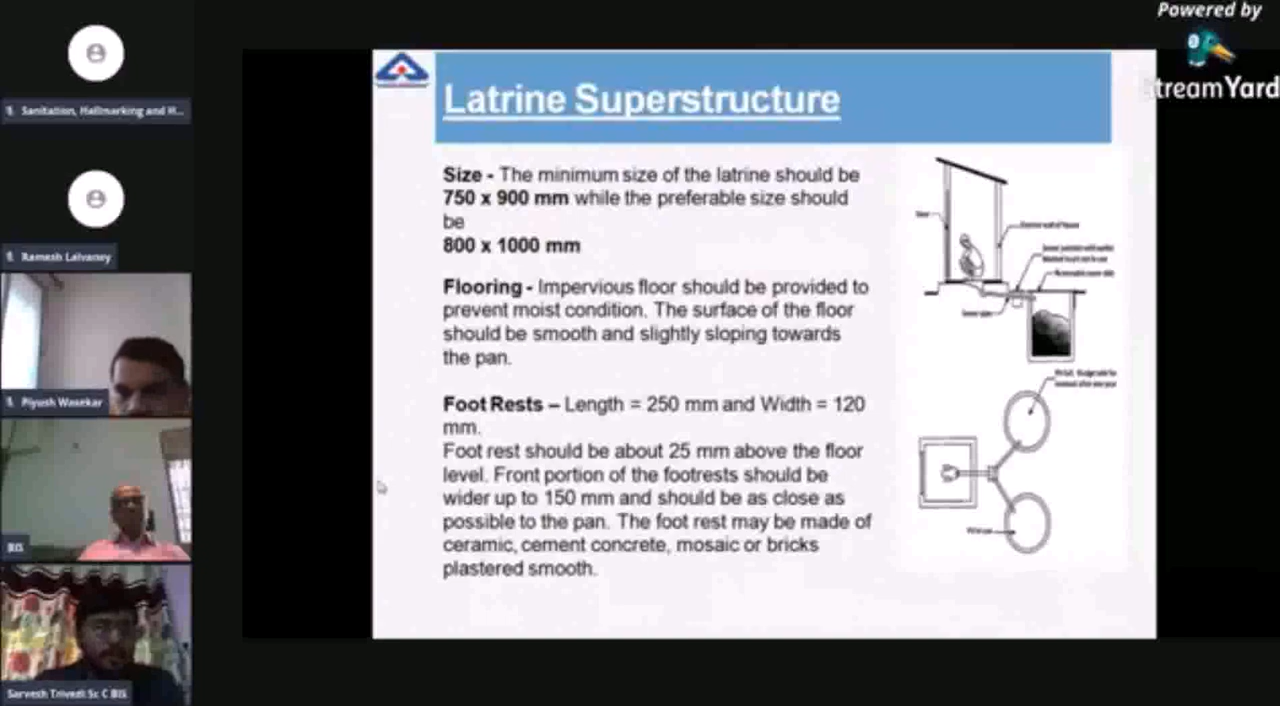 Powered by
StreamYard
Sanitation, Hallmarking and H...
Ramesh Lalvaney
Piyush Wasekar
BIS
Sarvesh Trivedi Sc C BIS
Latrine Superstructure
Size - The minimum size of the latrine should be
750 x 900 mm while the preferable size should
be
800 x 1000 mm
Flooring - Impervious floor should be provided to
prevent moist condition. The surface of the floor
should be smooth and slightly sloping towards
the pan.
Foot Rests – Length = 250 mm and Width = 120
mm.
Foot rest should be about 25 mm above the floor
level. Front portion of the footrests should be
wider up to 150 mm and should be as close as
possible to the pan. The foot rest may be made of
ceramic, cement concrete, mosaic or bricks
plastered smooth.